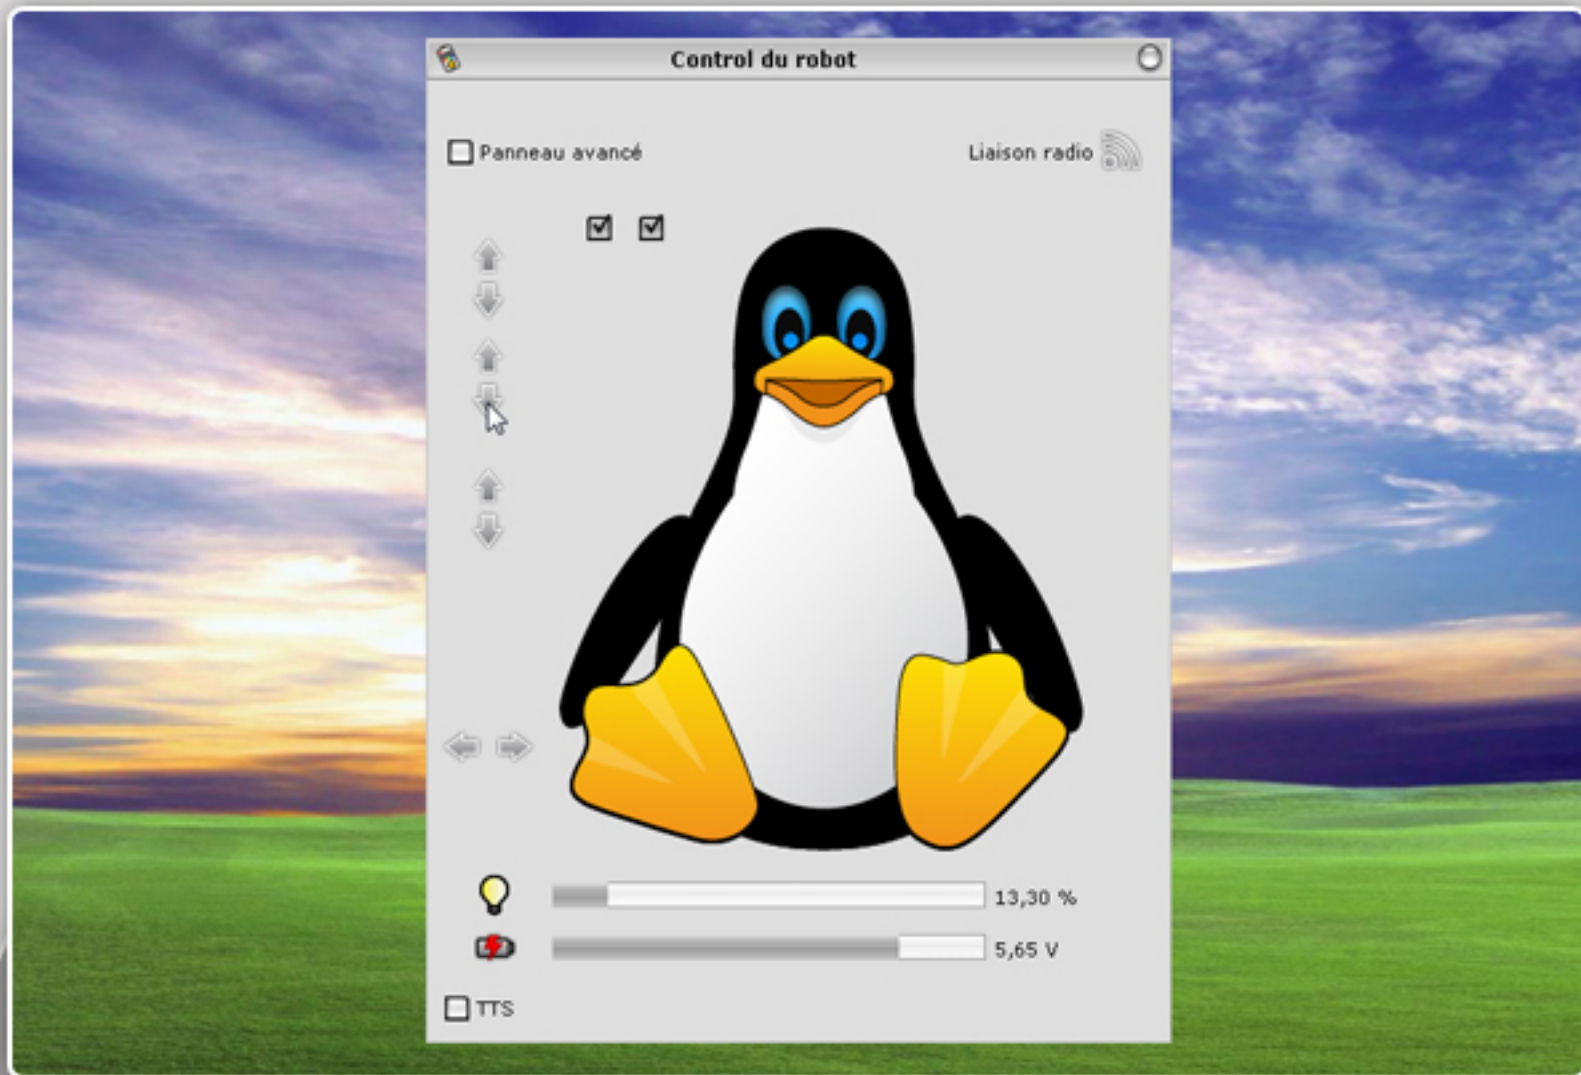 Control du robot
Panneau avancé
Liaison radio
13,30 %
5,65 V
TTS